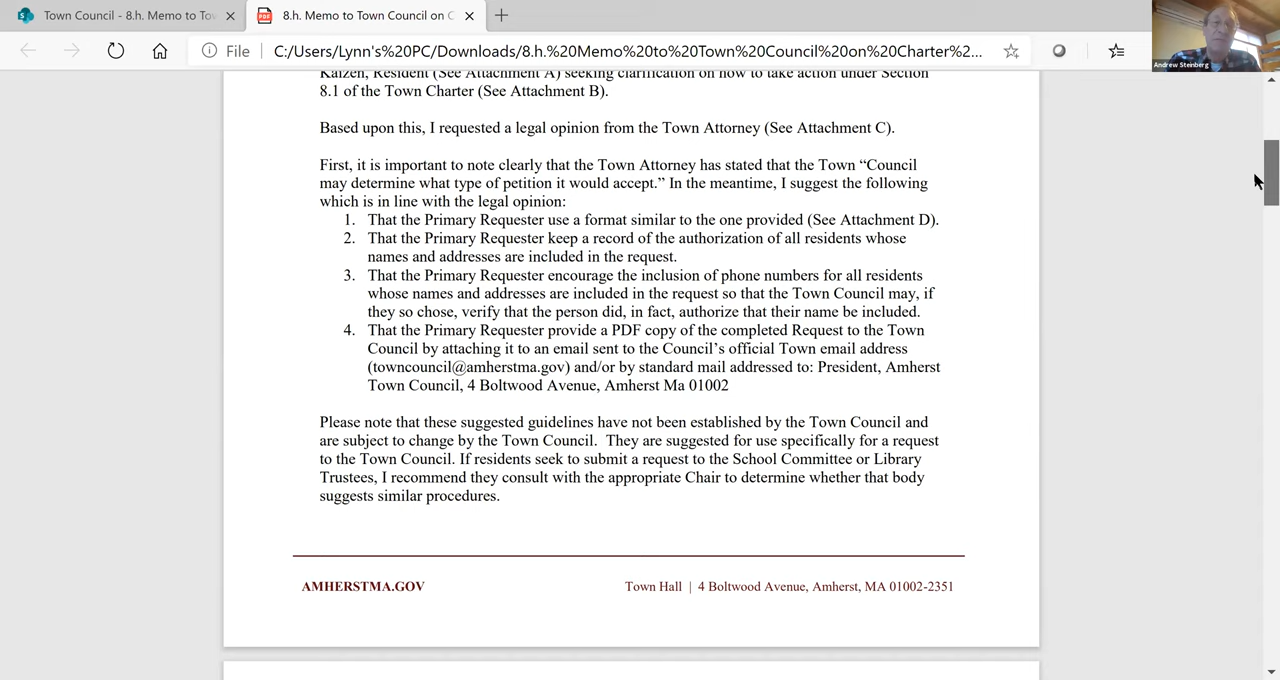 Town Council - 8.h. Memo to Tow
8.h. Memo to Town Council on C
File
C:/Users/Lynn's%20PC/Downloads/8.h.%20Memo%20to%20Town%20Council%20on%20Charter%2...
Andrew Steinberg
Kaizen, Resident (See Attachment A) seeking clarification on how to take action under Section
8.1 of the Town Charter (See Attachment B).
Based upon this, I requested a legal opinion from the Town Attorney (See Attachment C).
First, it is important to note clearly that the Town Attorney has stated that the Town “Council
may determine what type of petition it would accept.” In the meantime, I suggest the following
which is in line with the legal opinion:
1. That the Primary Requester use a format similar to the one provided (See Attachment D).
2. That the Primary Requester keep a record of the authorization of all residents whose
names and addresses are included in the request.
3. That the Primary Requester encourage the inclusion of phone numbers for all residents
whose names and addresses are included in the request so that the Town Council may, if
they so chose, verify that the person did, in fact, authorize that their name be included.
4. That the Primary Requester provide a PDF copy of the completed Request to the Town
Council by attaching it to an email sent to the Council’s official Town email address
(towncouncil@amherstma.gov) and/or by standard mail addressed to: President, Amherst
Town Council, 4 Boltwood Avenue, Amherst Ma 01002
Please note that these suggested guidelines have not been established by the Town Council and
are subject to change by the Town Council. They are suggested for use specifically for a request
to the Town Council. If residents seek to submit a request to the School Committee or Library
Trustees, I recommend they consult with the appropriate Chair to determine whether that body
suggests similar procedures.
AMHERSTMA.GOV
Town Hall | 4 Boltwood Avenue, Amherst, MA 01002-2351